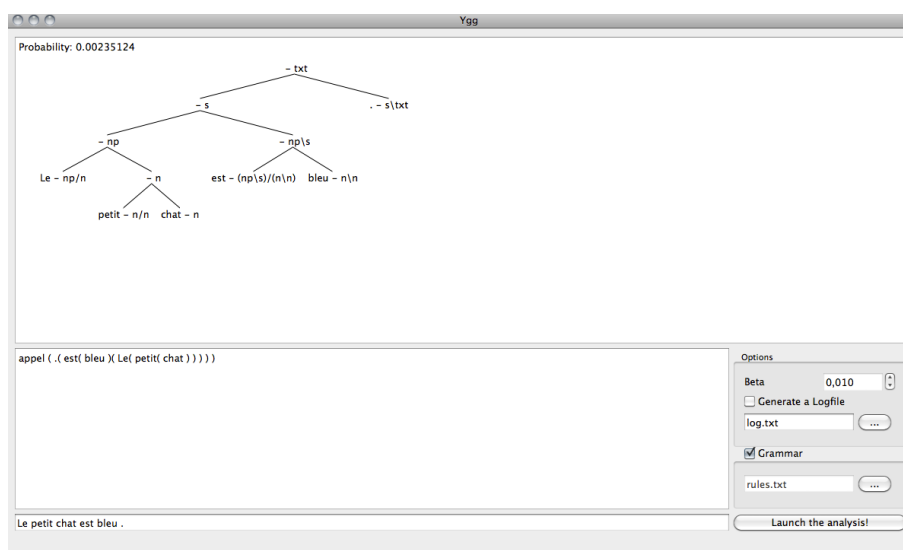 Ygg
Probability: 0.00235124
– txt
– s
. – s\txt
– np
– np\s
Le – np/n
– n
est – (np\s)/(n\n)
bleu – n\n
petit – n/n
chat – n
appel ( .( est( bleu )( Le( petit( chat ) ) ) ) )
Options
Beta
0,010
Generate a Logfile
log.txt
...
Grammar
rules.txt
...
Le petit chat est bleu .
Launch the analysis!